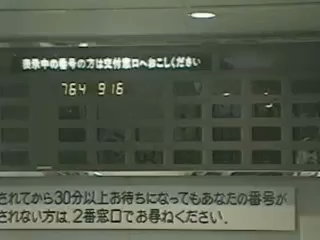 表示中の番号の方は交付窓口へおこしください
764 916
されてから30分以上お待ちになってもあなたの番号が
されない方は、2番窓口でお尋ねください。